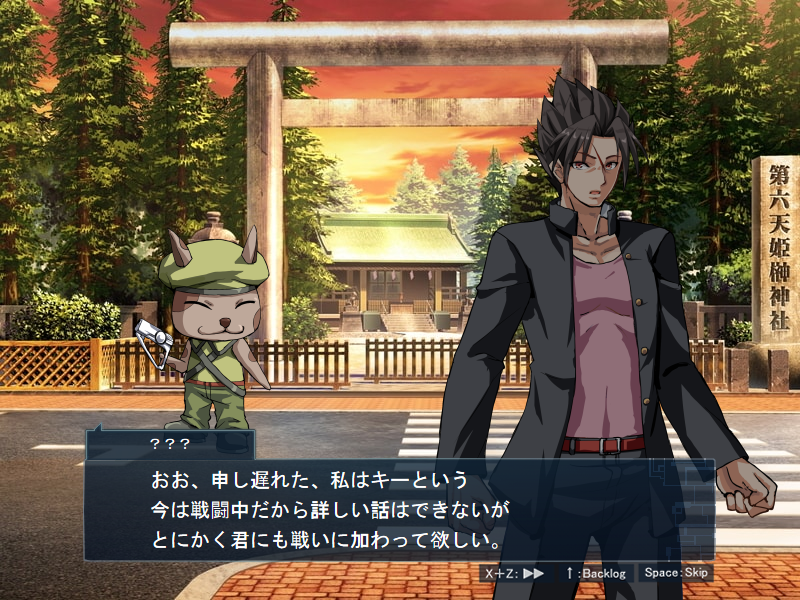 第六天姫榊神社
？？？
おお、申し遅れた、私はキーという
今は戦闘中だから詳しい話はできないが
とにかく君にも戦いに加わって欲しい。
X+Z:▶▶ ↑:Backlog Space:Skip